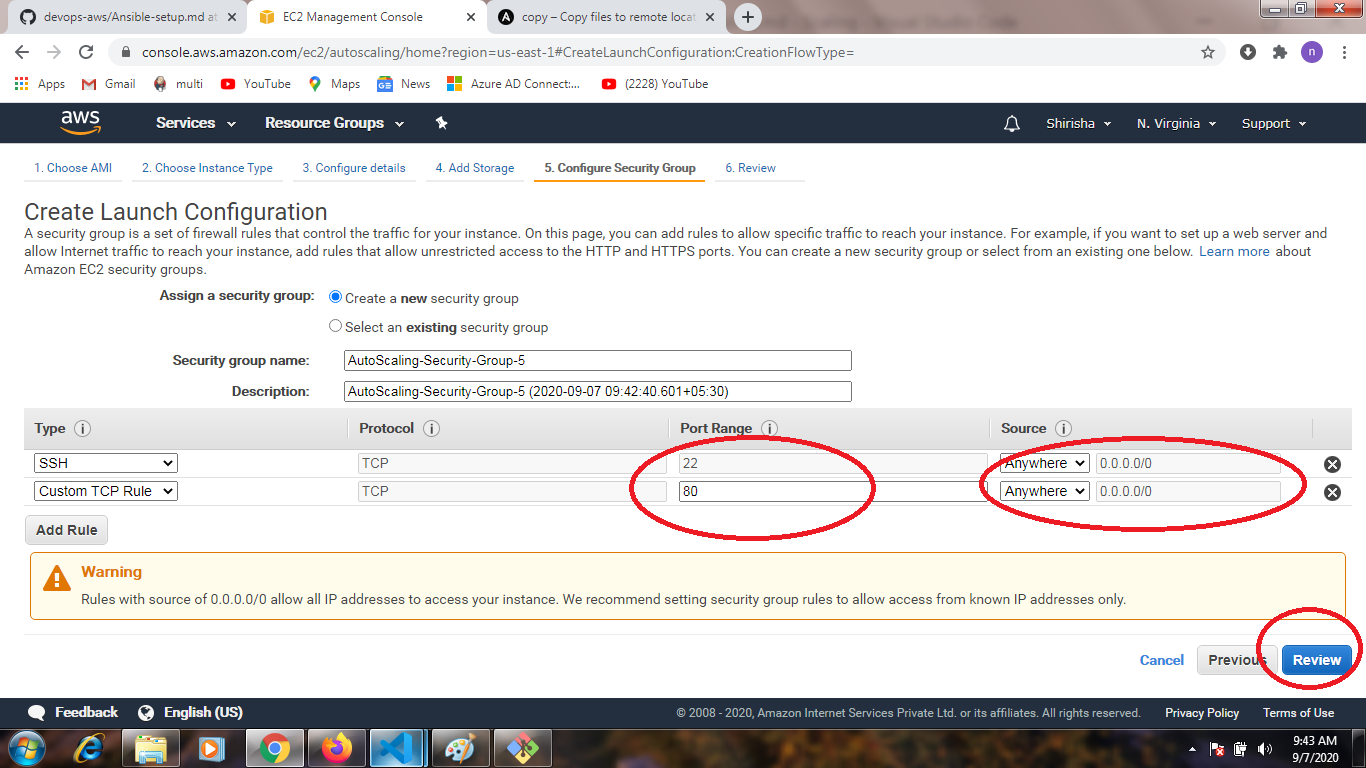 devops-aws/Ansible-setup.md at
EC2 Management Console
copy – Copy files to remote locat
console.aws.amazon.com/ec2/autoscaling/home?region=us-east-1#CreateLaunchConfiguration:CreationFlowType=
n
Apps
Gmail
multi
YouTube
Maps
News
Azure AD Connect:...
(2228) YouTube
aws
Services
Resource Groups
Shirisha
N. Virginia
Support
1. Choose AMI
2. Choose Instance Type
3. Configure details
4. Add Storage
5. Configure Security Group
6. Review
Create Launch Configuration
A security group is a set of firewall rules that control the traffic for your instance. On this page, you can add rules to allow specific traffic to reach your instance. For example, if you want to set up a web server and
allow Internet traffic to reach your instance, add rules that allow unrestricted access to the HTTP and HTTPS ports. You can create a new security group or select from an existing one below. Learn more about
Amazon EC2 security groups.
Assign a security group:
Create a new security group
Select an existing security group
Security group name:
AutoScaling-Security-Group-5
Description:
AutoScaling-Security-Group-5 (2020-09-07 09:42:40.601+05:30)
Type
Protocol
Port Range
Source
SSH
TCP
22
Anywhere
0.0.0.0/0
Custom TCP Rule
TCP
80
Anywhere
0.0.0.0/0
Add Rule
Warning
Rules with source of 0.0.0.0/0 allow all IP addresses to access your instance. We recommend setting security group rules to allow access from known IP addresses only.
Cancel
Previous
Review
Feedback
English (US)
© 2008 - 2020, Amazon Internet Services Private Ltd. or its affiliates. All rights reserved.
Privacy Policy
Terms of Use
9:43 AM
9/7/2020